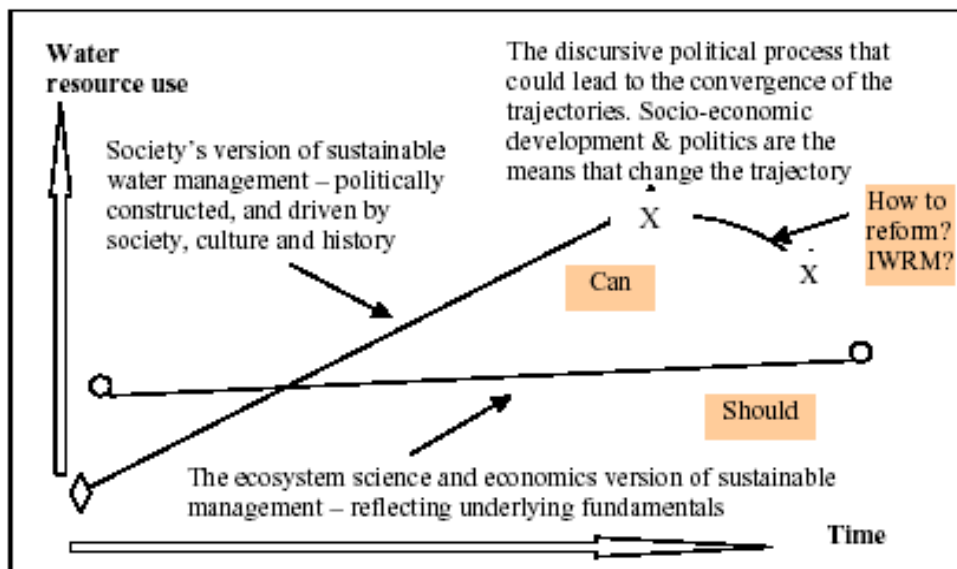 Water
resource use
The discursive political process that
could lead to the convergence of the
trajectories. Socio-economic
development & politics are the
means that change the trajectory
Society's version of sustainable
water management – politically
constructed, and driven by
society, culture and history
X
How to
reform?
IWRM?
X
Can
Should
The ecosystem science and economics version of sustainable
management – reflecting underlying fundamentals
Time